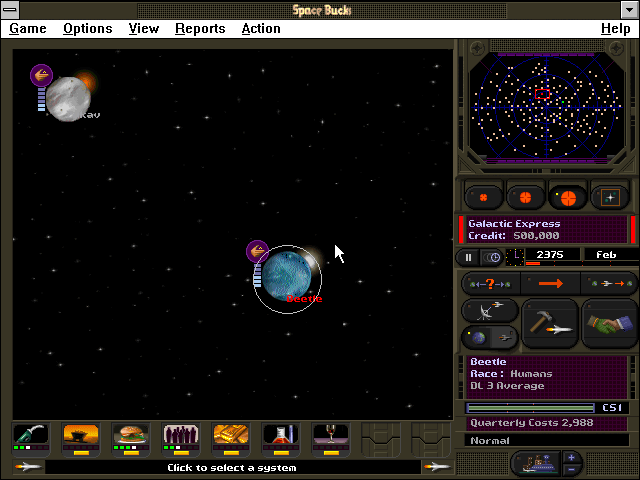 Space Bucks
Game Options View Reports Action Help
Galactic Express
Credit: 500,000
2375 Feb
Beetle
Beetle
Race: Humans
DL 3 Average
CS1
Quarterly Costs 2,988
Normal
Click to select a system